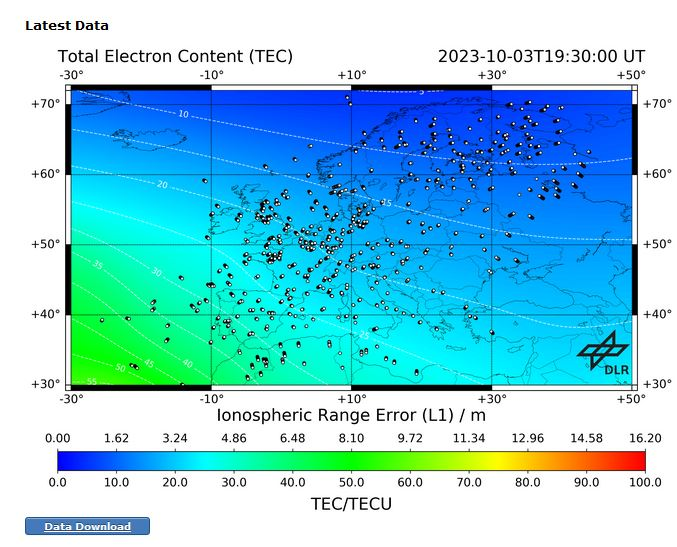 Latest Data
Total Electron Content (TEC) 2023-10-03T19:30:00 UT
-30° -10° +10° +30° +50°
5
+70° +70°
10
+60° +60°
20
15
+50° +50°
35
30
+40° +40°
25
45 40
50
DLR
55
+30° +30°
-30° -10° +10° +30° +50°
Ionospheric Range Error (L1) / m
0.00 1.62 3.24 4.86 6.48 8.10 9.72 11.34 12.96 14.58 16.20
0.0 10.0 20.0 30.0 40.0 50.0 60.0 70.0 80.0 90.0 100.0
TEC/TECU
Data Download